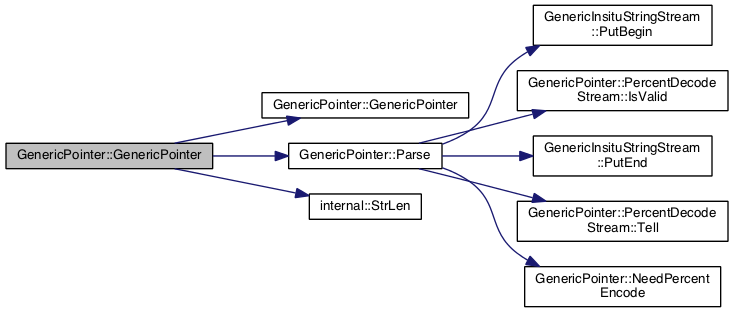 GenericPointer::GenericPointer
GenericPointer::GenericPointer
GenericPointer::Parse
internal::StrLen
GenericInsituStringStream
::PutBegin
GenericPointer::PercentDecode
Stream::IsValid
GenericInsituStringStream
::PutEnd
GenericPointer::PercentDecode
Stream::Tell
GenericPointer::NeedPercent
Encode